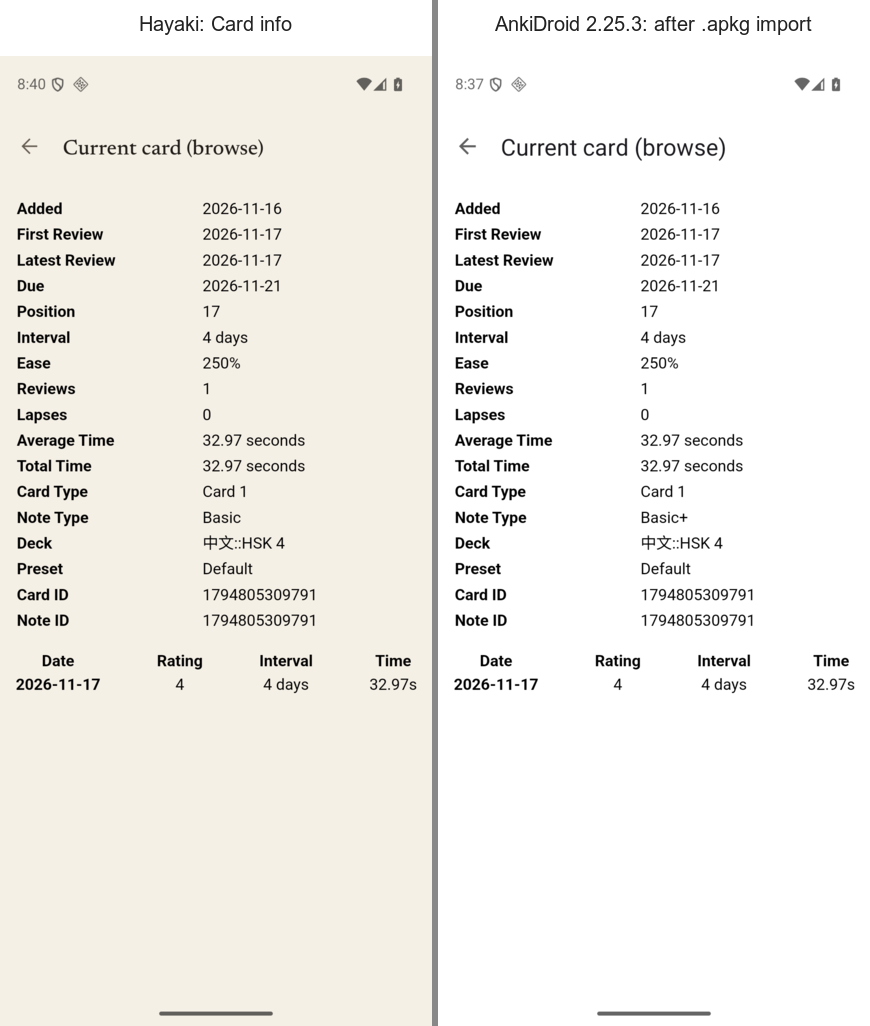 Hayaki: Card info
8:40
Current card (browse)
Added 2026-11-16
First Review 2026-11-17
Latest Review 2026-11-17
Due 2026-11-21
Position 17
Interval 4 days
Ease 250%
Reviews 1
Lapses 0
Average Time 32.97 seconds
Total Time 32.97 seconds
Card Type Card 1
Note Type Basic
Deck 中文::HSK 4
Preset Default
Card ID 1794805309791
Note ID 1794805309791
Date Rating Interval Time
2026-11-17 4 4 days 32.97s
AnkiDroid 2.25.3: after .apkg import
8:37
Current card (browse)
Added 2026-11-16
First Review 2026-11-17
Latest Review 2026-11-17
Due 2026-11-21
Position 17
Interval 4 days
Ease 250%
Reviews 1
Lapses 0
Average Time 32.97 seconds
Total Time 32.97 seconds
Card Type Card 1
Note Type Basic+
Deck 中文::HSK 4
Preset Default
Card ID 1794805309791
Note ID 1794805309791
Date Rating Interval Time
2026-11-17 4 4 days 32.97s